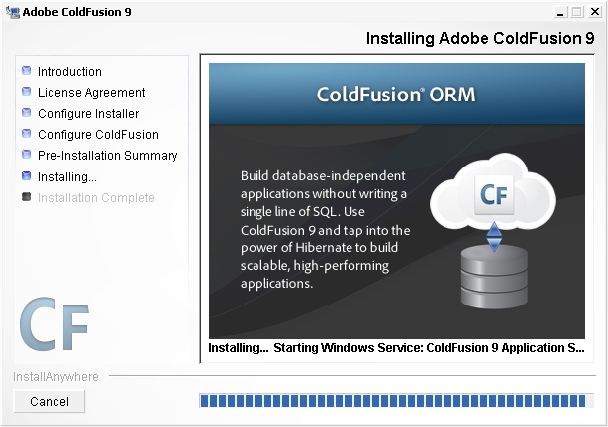 Adobe ColdFusion 9
Installing Adobe ColdFusion 9
Introduction
License Agreement
Configure Installer
Configure ColdFusion
Pre-Installation Summary
Installing...
Installation Complete
ColdFusion® ORM
Build database-independent
applications without writing a
single line of SQL. Use
ColdFusion 9 and tap into the
power of Hibernate to build
scalable, high-performing
applications.
CF
CF
Installing... Starting Windows Service: ColdFusion 9 Application S...
InstallAnywhere
Cancel